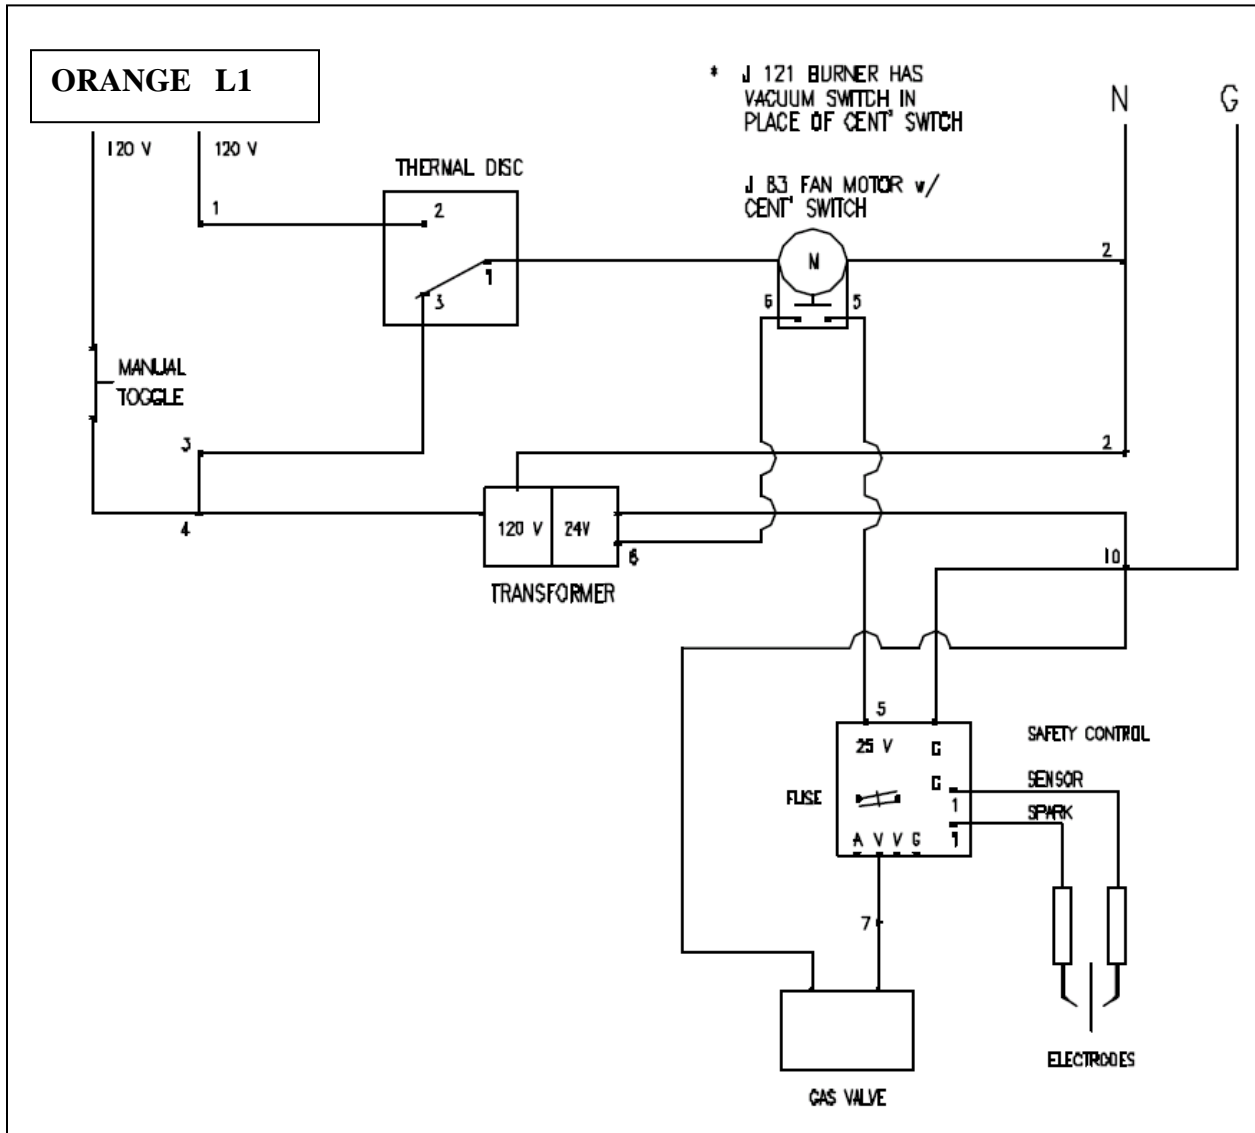 ORANGE L1
* J 121 BURNER HAS
VACUUM SWITCH IN
PLACE OF CENT' SWTCH
N
G
120 V
120 V
THERMAL DISC
J 83 FAN MOTOR w/
CENT' SWITCH
1
2
1
3
N
2
6
5
MANUAL
TOGGLE
3
2
4
120 V
24V
6
10
TRANSFORMER
5
25 V
G
SAFETY CONTROL
G
SENSOR
FUSE
1
SPARK
A V V G
1
7
ELECTRODES
GAS VALVE